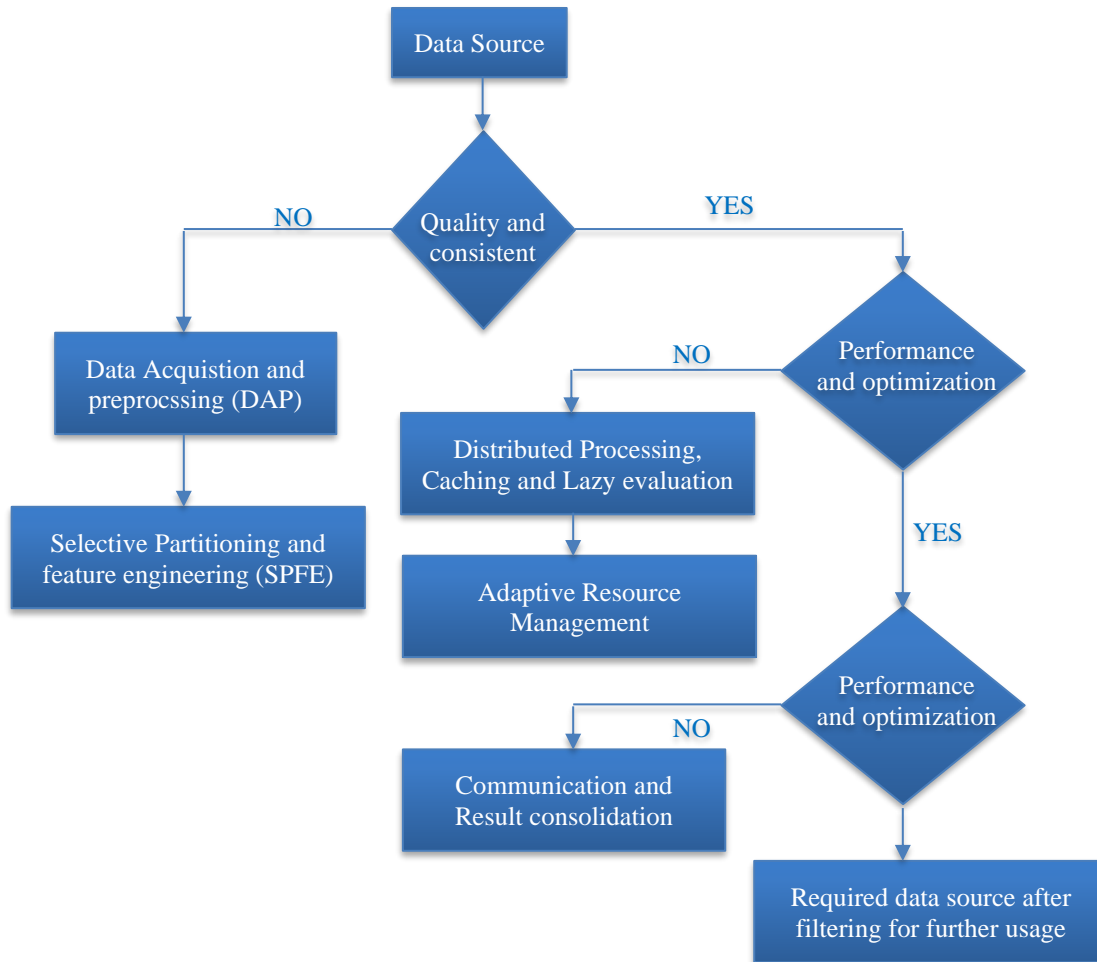 Data Source
NO
YES
Quality and
consistent
Data Acquistion and
preprocssing (DAP)
NO
Performance
and optimization
Selective Partitioning and
feature engineering (SPFE)
Distributed Processing,
Caching and Lazy evaluation
YES
Adaptive Resource
Management
Performance
and optimization
NO
Communication and
Result consolidation
Required data source after
filtering for further usage